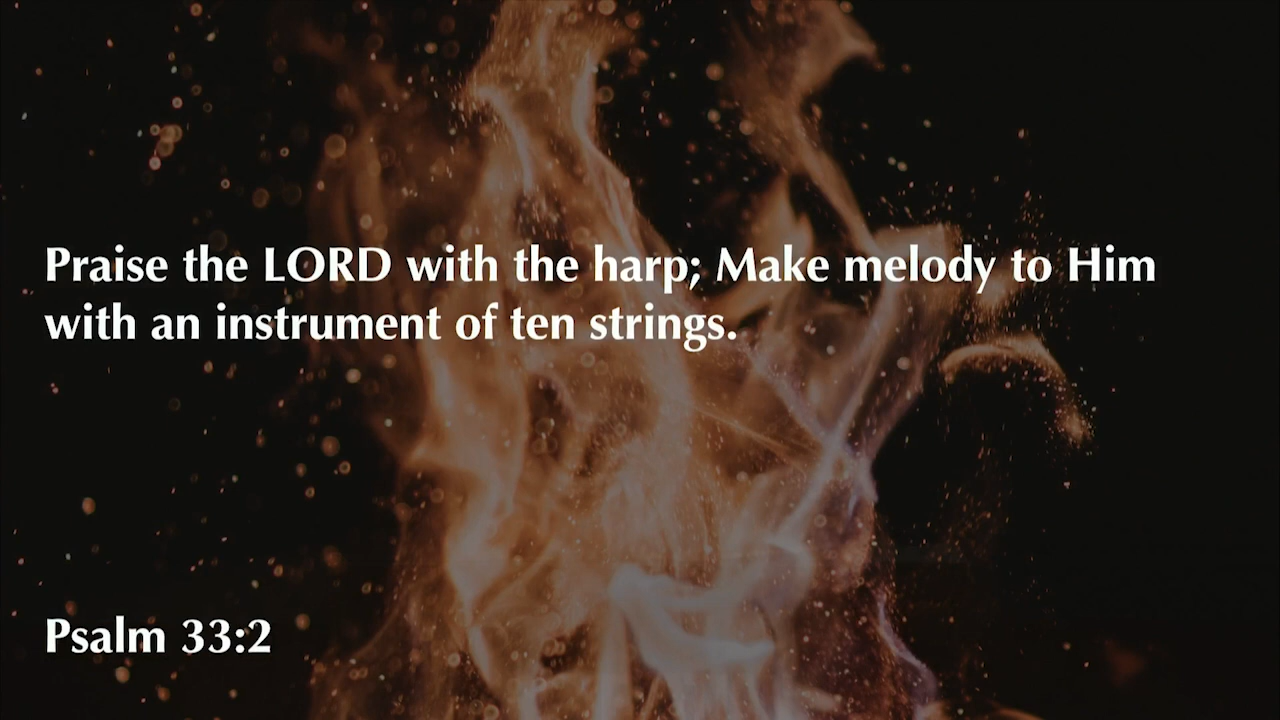 Praise the LORD with the harp; Make melody to Him
with an instrument of ten strings.
Psalm 33:2